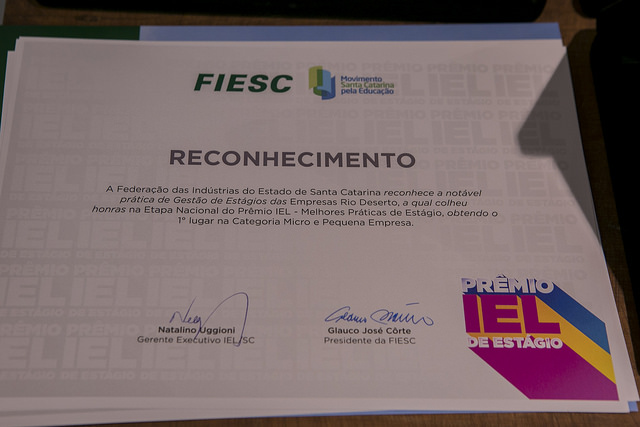 FIESC
Movimento
Santa Catarina
pela Educação
RECONHECIMENTO
A Federação das Indústrias do Estado de Santa Catarina reconhece a notável
prática de Gestão de Estágios das Empresas Rio Deserto, a qual colheu
honras na Etapa Nacional do Prêmio IEL - Melhores Práticas de Estágio, obtendo o
1º lugar na Categoria Micro e Pequena Empresa.
Natalino Uggioni
Gerente Executivo IEL/SC
Glauco José Côrte
Presidente da FIESC
PRÊMIO
IEL
DE ESTÁGIO